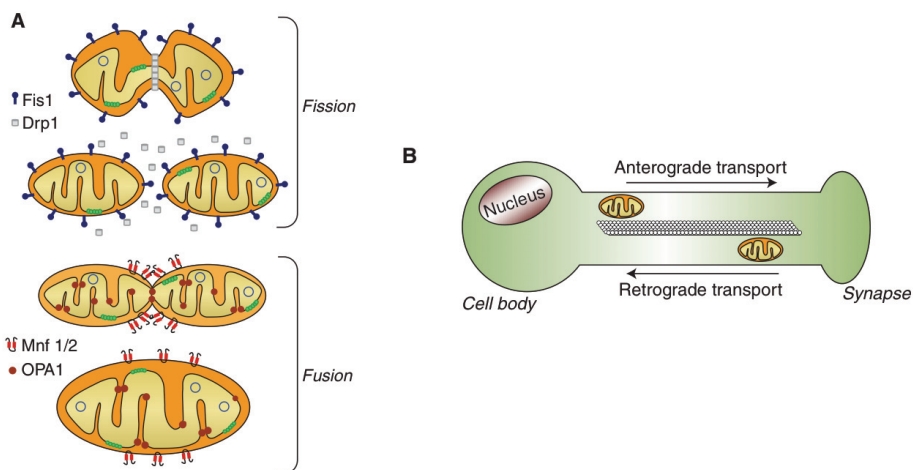 A
Fis1
Drp1
Fission
Mnf 1/2
OPA1
Fusion
B
Anterograde transport
Nucleus
Retrograde transport
Cell body
Synapse